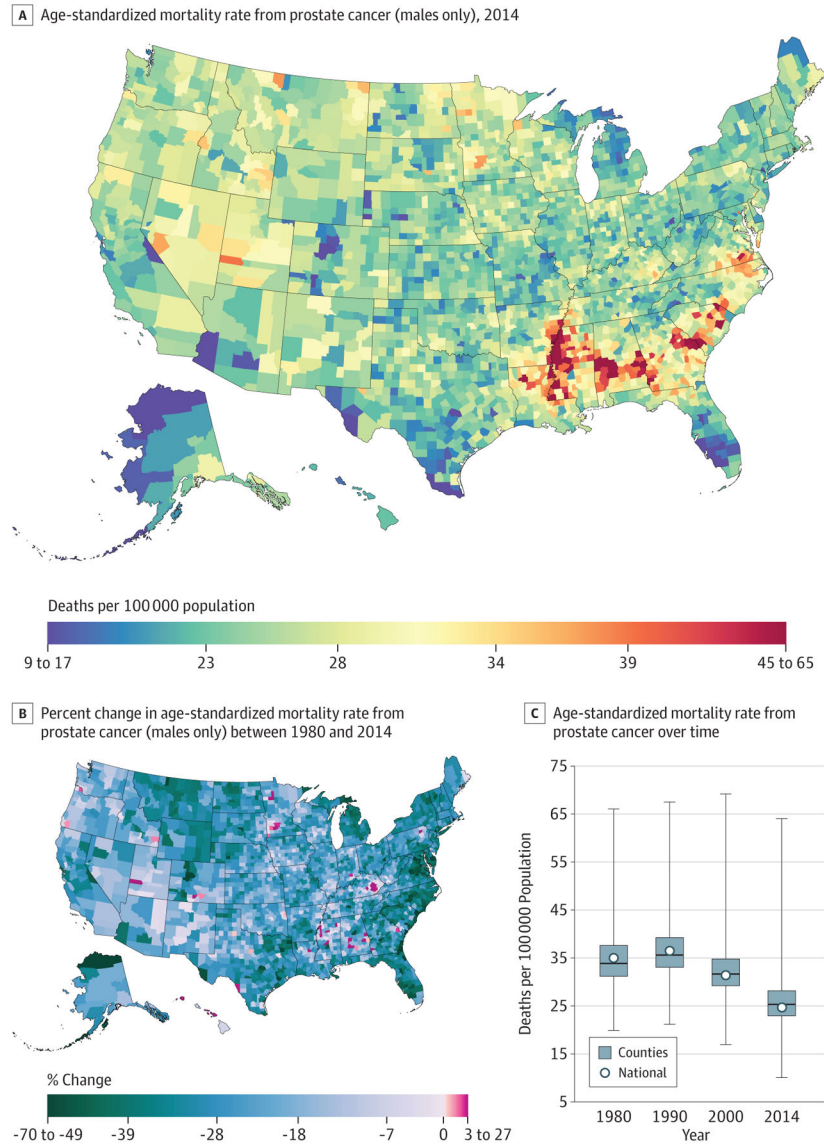 A Age-standardized mortality rate from prostate cancer (males only), 2014
Deaths per 100 000 population
9 to 17 23 28 34 39 45 to 65
B Percent change in age-standardized mortality rate from
prostate cancer (males only) between 1980 and 2014
% Change
-70 to -49 -39 -28 -18 -7 0 3 to 27
C Age-standardized mortality rate from
prostate cancer over time
Deaths per 100 000 Population
75
65
55
45
35
25
15
5
Counties
National
1980 1990 2000 2014
Year